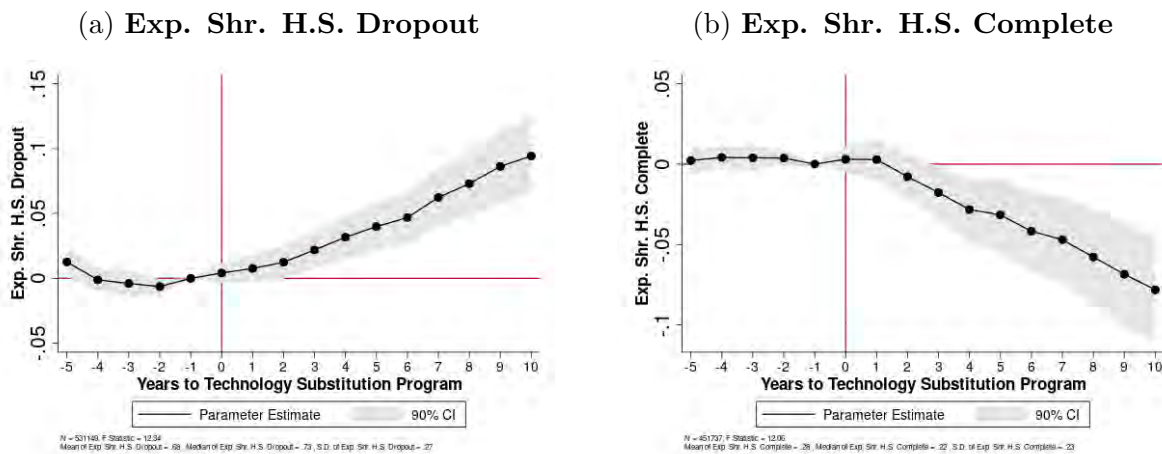 (a) Exp. Shr. H.S. Dropout
Exp. Shr. H.S. Dropout
.15
.1
.05
0
-.05
-5 -4 -3 -2 -1 0 1 2 3 4 5 6 7 8 9 10
Years to Technology Substitution Program
Parameter Estimate 90% CI
N = 531149, F Statistic = 12.34
Mean of Exp. Shr. H.S. Dropout = .68, Median of Exp. Shr. H.S. Dropout = .73, S.D. of Exp. Shr. H.S. Dropout = .27
(b) Exp. Shr. H.S. Complete
Exp. Shr. H.S. Complete
.05
0
-.05
-.1
-5 -4 -3 -2 -1 0 1 2 3 4 5 6 7 8 9 10
Years to Technology Substitution Program
Parameter Estimate 90% CI
N = 451737, F Statistic = 12.06
Mean of Exp. Shr. H.S. Complete = .28, Median of Exp. Shr. H.S. Complete = .22, S.D. of Exp. Shr. H.S. Complete = .23